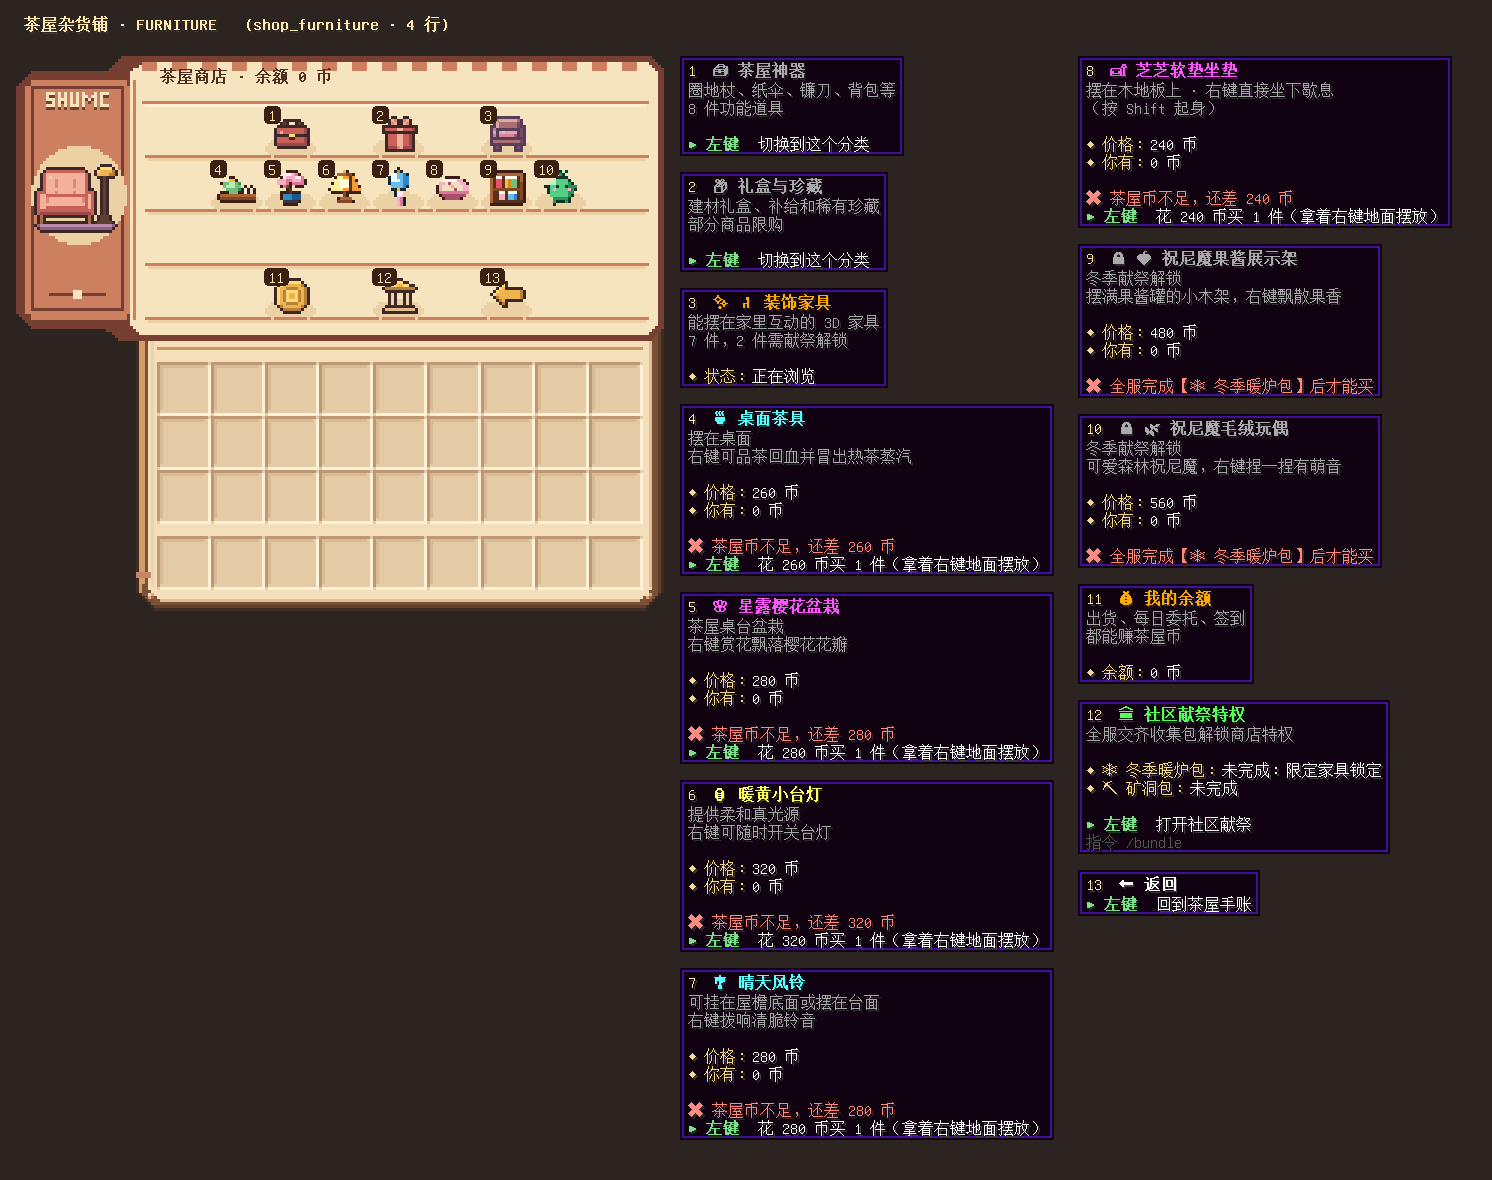 茶屋杂货铺 · FURNITURE (shop_furniture · 4 行)
SHUMC
茶屋商店 · 余额 0 币
1
2
3
4
5
6
7
8
9
10
11
12
13
1 茶屋神器
圈地杖、纸伞、镰刀、背包等
8 件功能道具
▸ 左键 切换到这个分类
2 礼盒与珍藏
建材礼盒、补给和稀有珍藏
部分商品限购
▸ 左键 切换到这个分类
3 装饰家具
能摆在家里互动的 3D 家具
7 件，2 件需献祭解锁
◆ 状态：正在浏览
4 桌面茶具
摆在桌面
右键可品茶回血并冒出热茶蒸汽
◆ 价格：260 币
◆ 你有：0 币
✖ 茶屋币不足，还差 260 币
▸ 左键 花 260 币买 1 件（拿着右键地面摆放）
5 星露樱花盆栽
茶屋桌台盆栽
右键赏花飘落樱花花瓣
◆ 价格：280 币
◆ 你有：0 币
✖ 茶屋币不足，还差 280 币
▸ 左键 花 280 币买 1 件（拿着右键地面摆放）
6 暖黄小台灯
提供柔和真光源
右键可随时开关台灯
◆ 价格：320 币
◆ 你有：0 币
✖ 茶屋币不足，还差 320 币
▸ 左键 花 320 币买 1 件（拿着右键地面摆放）
7 晴天风铃
可挂在屋檐底面或摆在台面
右键拨响清脆铃音
◆ 价格：280 币
◆ 你有：0 币
✖ 茶屋币不足，还差 280 币
▸ 左键 花 280 币买 1 件（拿着右键地面摆放）
8 芝芝软垫坐垫
摆在木地板上 · 右键直接坐下歇息
（按 Shift 起身）
◆ 价格：240 币
◆ 你有：0 币
✖ 茶屋币不足，还差 240 币
▸ 左键 花 240 币买 1 件（拿着右键地面摆放）
9 祝尼魔果酱展示架
冬季献祭解锁
摆满果酱罐的小木架，右键飘散果香
◆ 价格：480 币
◆ 你有：0 币
✖ 全服完成【❄ 冬季暖炉包】后才能买
10 祝尼魔毛绒玩偶
冬季献祭解锁
可爱森林祝尼魔，右键捏一捏有萌音
◆ 价格：560 币
◆ 你有：0 币
✖ 全服完成【❄ 冬季暖炉包】后才能买
11 我的余额
出货、每日委托、签到
都能赚茶屋币
◆ 余额：0 币
12 社区献祭特权
全服交齐收集包解锁商店特权
◆ ❄ 冬季暖炉包：未完成：限定家具锁定
◆ ⛏ 矿洞包：未完成
▸ 左键 打开社区献祭
指令 /bundle
13 ⬅ 返回
▸ 左键 回到茶屋手账